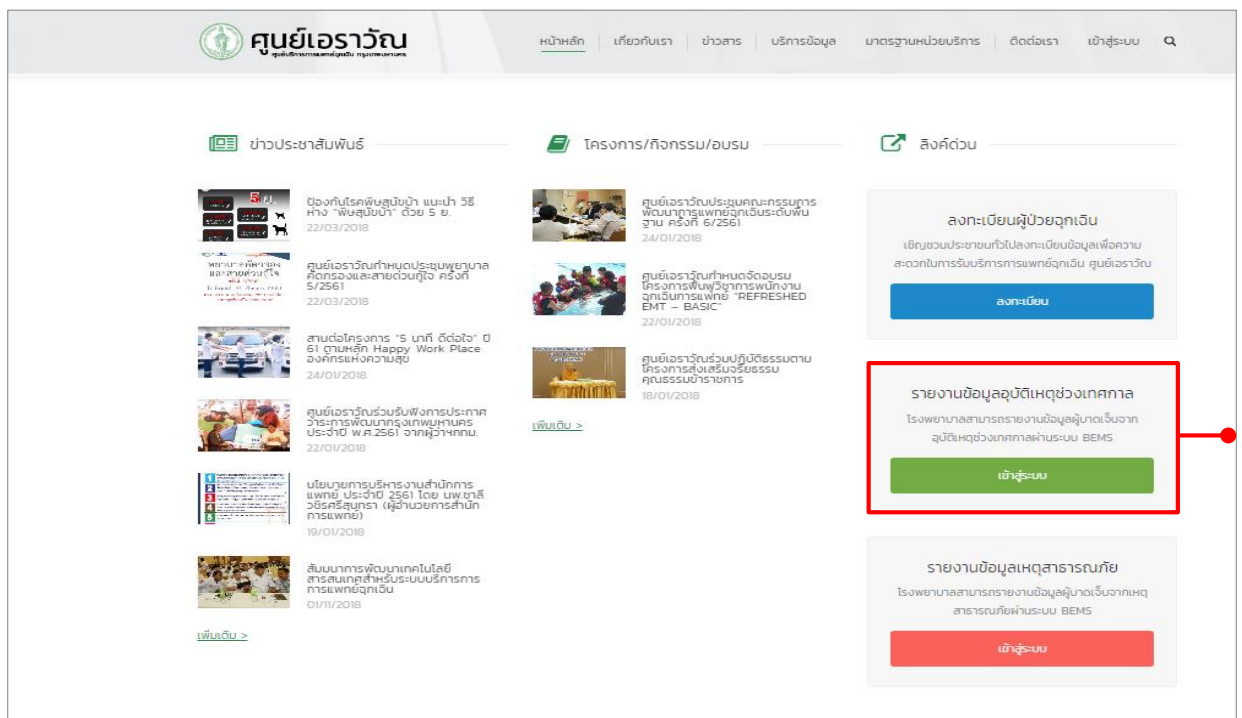 ศูนย์เอราวัณ
ศูนย์บริการการแพทย์ฉุกเฉิน กรุงเทพมหานคร
หน้าหลัก เกี่ยวกับเรา ข่าวสาร บริการข้อมูล มาตรฐานหน่วยบริการ ติดต่อเรา เข้าสู่ระบบ
ข่าวประชาสัมพันธ์
ป้องกันโรคพิษสุนัขบ้า แนะนำ วิธี
ห่าง “พิษสุนัขบ้า” ด้วย 5 ย.
22/03/2018
ศูนย์เอราวัณกำหนดประชุมพยาบาล
คัดกรองและสายด่วนกู้ใจ ครั้งที่
5/2561
22/03/2018
สานต่อโครงการ “5 นาที ดีต่อใจ” ปี
61 ตามหลัก Happy Work Place
องค์กรแห่งความสุข
24/01/2018
ศูนย์เอราวัณร่วมรับฟังการประกาศ
วาระการพัฒนากรุงเทพมหานคร
ประจำปี พ.ศ.2561 จากผู้ว่าฯกทม.
22/01/2018
นโยบายการบริหารงานสำนักการ
แพทย์ ประจำปี 2561 โดย นพ.ชาลี
วชิรศรีสุนทรา (ผู้อำนวยการสำนัก
การแพทย์)
19/01/2018
สัมมนาการพัฒนาเทคโนโลยี
สารสนเทศสำหรับระบบบริการการ
การแพทย์ฉุกเฉิน
01/11/2018
เพิ่มเติม >
โครงการ/กิจกรรม/อบรม
ศูนย์เอราวัณประชุมคณะกรรมการ
พัฒนาการแพทย์ฉุกเฉินระดับพื้น
ฐาน ครั้งที่ 6/2561
24/01/2018
ศูนย์เอราวัณกำหนดจัดอบรม
โครงการฟื้นฟูวิชาการพนักงาน
ฉุกเฉินการแพทย์ “REFRESHED
EMT – BASIC”
22/01/2018
ศูนย์เอราวัณร่วมปฏิบัติธรรมตาม
โครงการส่งเสริมจริยธรรม
คุณธรรมข้าราชการ
18/01/2018
เพิ่มเติม >
ลิงค์ด่วน
ลงทะเบียนผู้ป่วยฉุกเฉิน
เชิญชวนประชาชนทั่วไปลงทะเบียนข้อมูลเพื่อความ
สะดวกในการรับบริการการแพทย์ฉุกเฉิน ศูนย์เอราวัณ
ลงทะเบียน
รายงานข้อมูลอุบัติเหตุช่วงเทศกาล
โรงพยาบาลสามารถรายงานข้อมูลผู้บาดเจ็บจาก
อุบัติเหตุช่วงเทศกาลผ่านระบบ BEMS
เข้าสู่ระบบ
รายงานข้อมูลเหตุสาธารณภัย
โรงพยาบาลสามารถรายงานข้อมูลผู้บาดเจ็บจากเหตุ
สาธารณภัยผ่านระบบ BEMS
เข้าสู่ระบบ